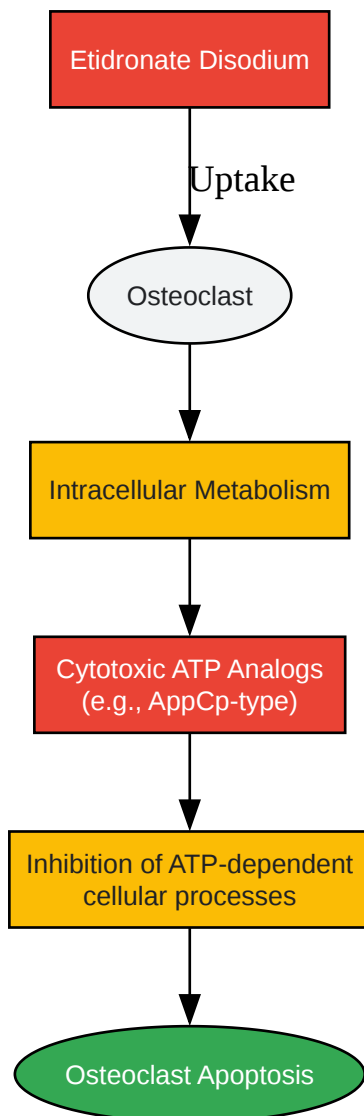 Etidronate Disodium
Uptake
Osteoclast
Intracellular Metabolism
Cytotoxic ATP Analogs
(e.g., AppCp-type)
Inhibition of ATP-dependent
cellular processes
Osteoclast Apoptosis